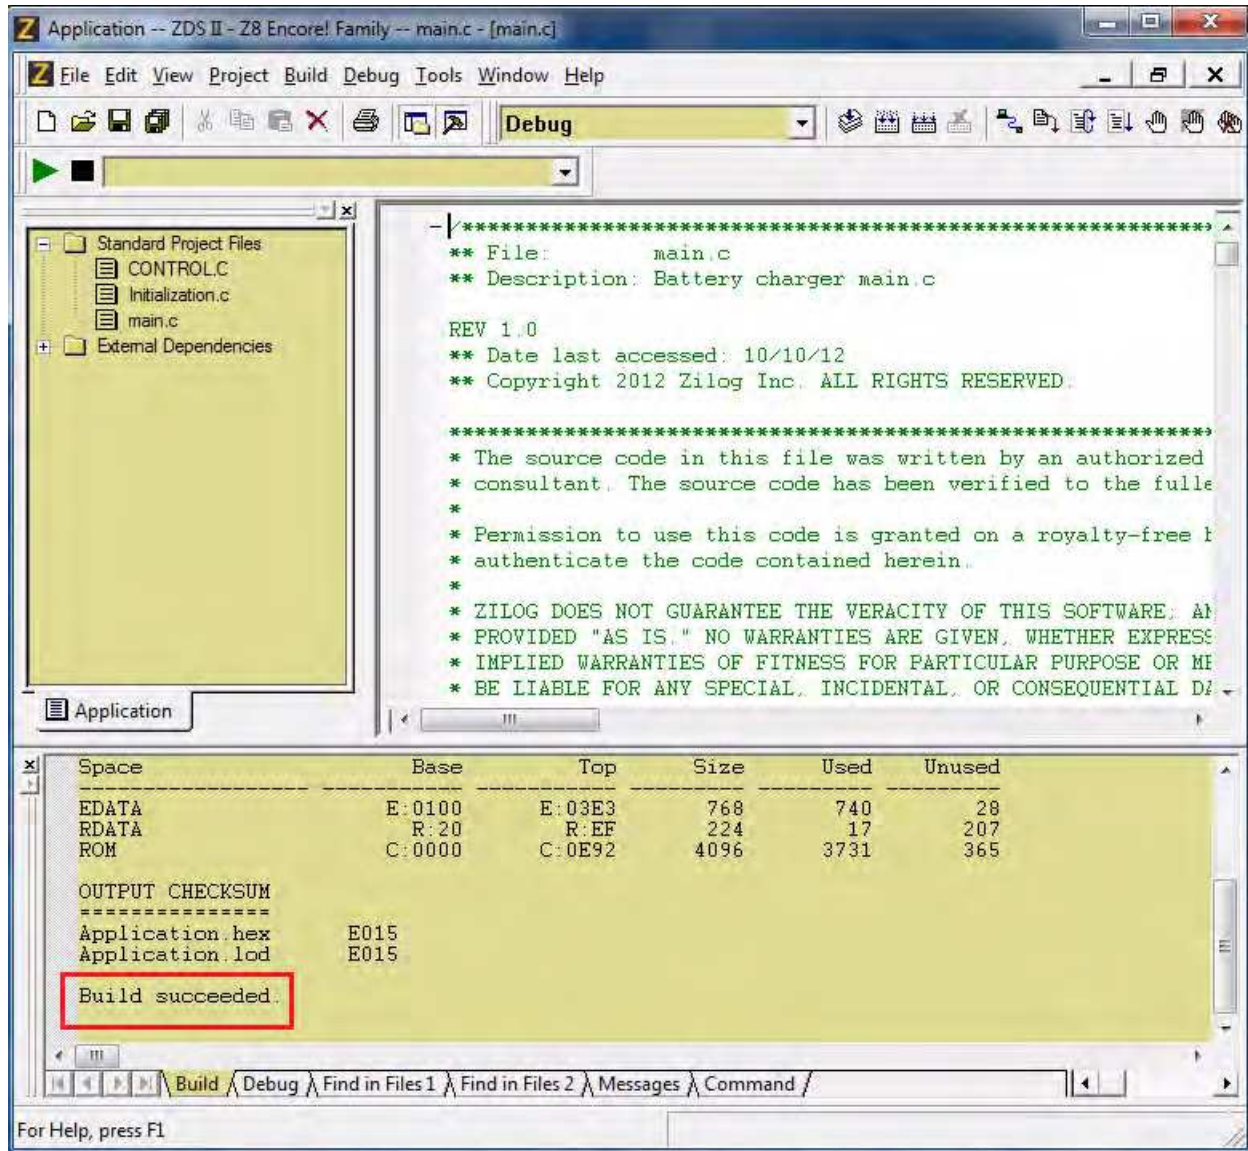 Application -- ZDS II - Z8 Encore! Family -- main.c - [main.c]
File Edit View Project Build Debug Tools Window Help
Debug
Standard Project Files
CONTROL.C
Initialization.c
main.c
External Dependencies
Application
/***********************************************************
** File: main.c
** Description: Battery charger main.c
REV 1.0
** Date last accessed: 10/10/12
** Copyright 2012 Zilog Inc. ALL RIGHTS RESERVED.
************************************************************
* The source code in this file was written by an authorized
* consultant. The source code has been verified to the fulle
*
* Permission to use this code is granted on a royalty-free
* authenticate the code contained herein.
*
* ZILOG DOES NOT GUARANTEE THE VERACITY OF THIS SOFTWARE;
* PROVIDED "AS IS." NO WARRANTIES ARE GIVEN, WHETHER EXPRESS
* IMPLIED WARRANTIES OF FITNESS FOR PARTICULAR PURPOSE OR
* BE LIABLE FOR ANY SPECIAL, INCIDENTAL, OR CONSEQUENTIAL
Space Base Top Size Used Unused
EDATA E:0100 E:03E3 768 740 28
RDATA R:20 R:EF 224 17 207
ROM C:0000 C:0E92 4096 3731 365
OUTPUT CHECKSUM
===============
Application.hex E015
Application.lod E015
Build succeeded.
Build Debug Find in Files 1 Find in Files 2 Messages Command
For Help, press F1